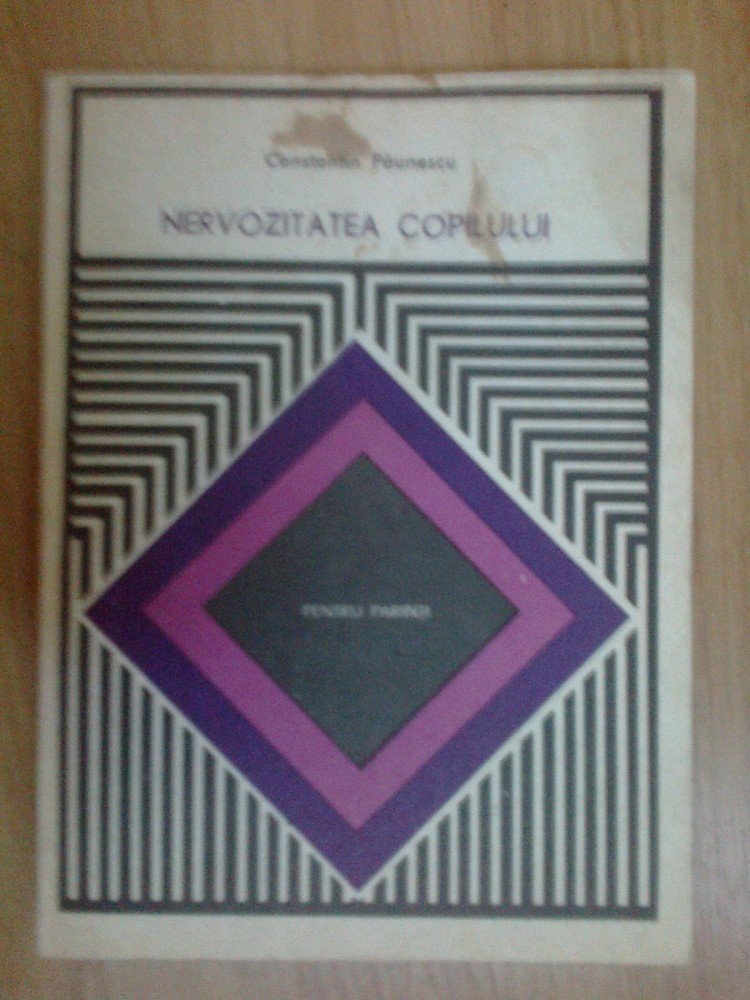 Constantin Păunescu
NERVOZITATEA COPILULUI
PENTRU PĂRINȚI